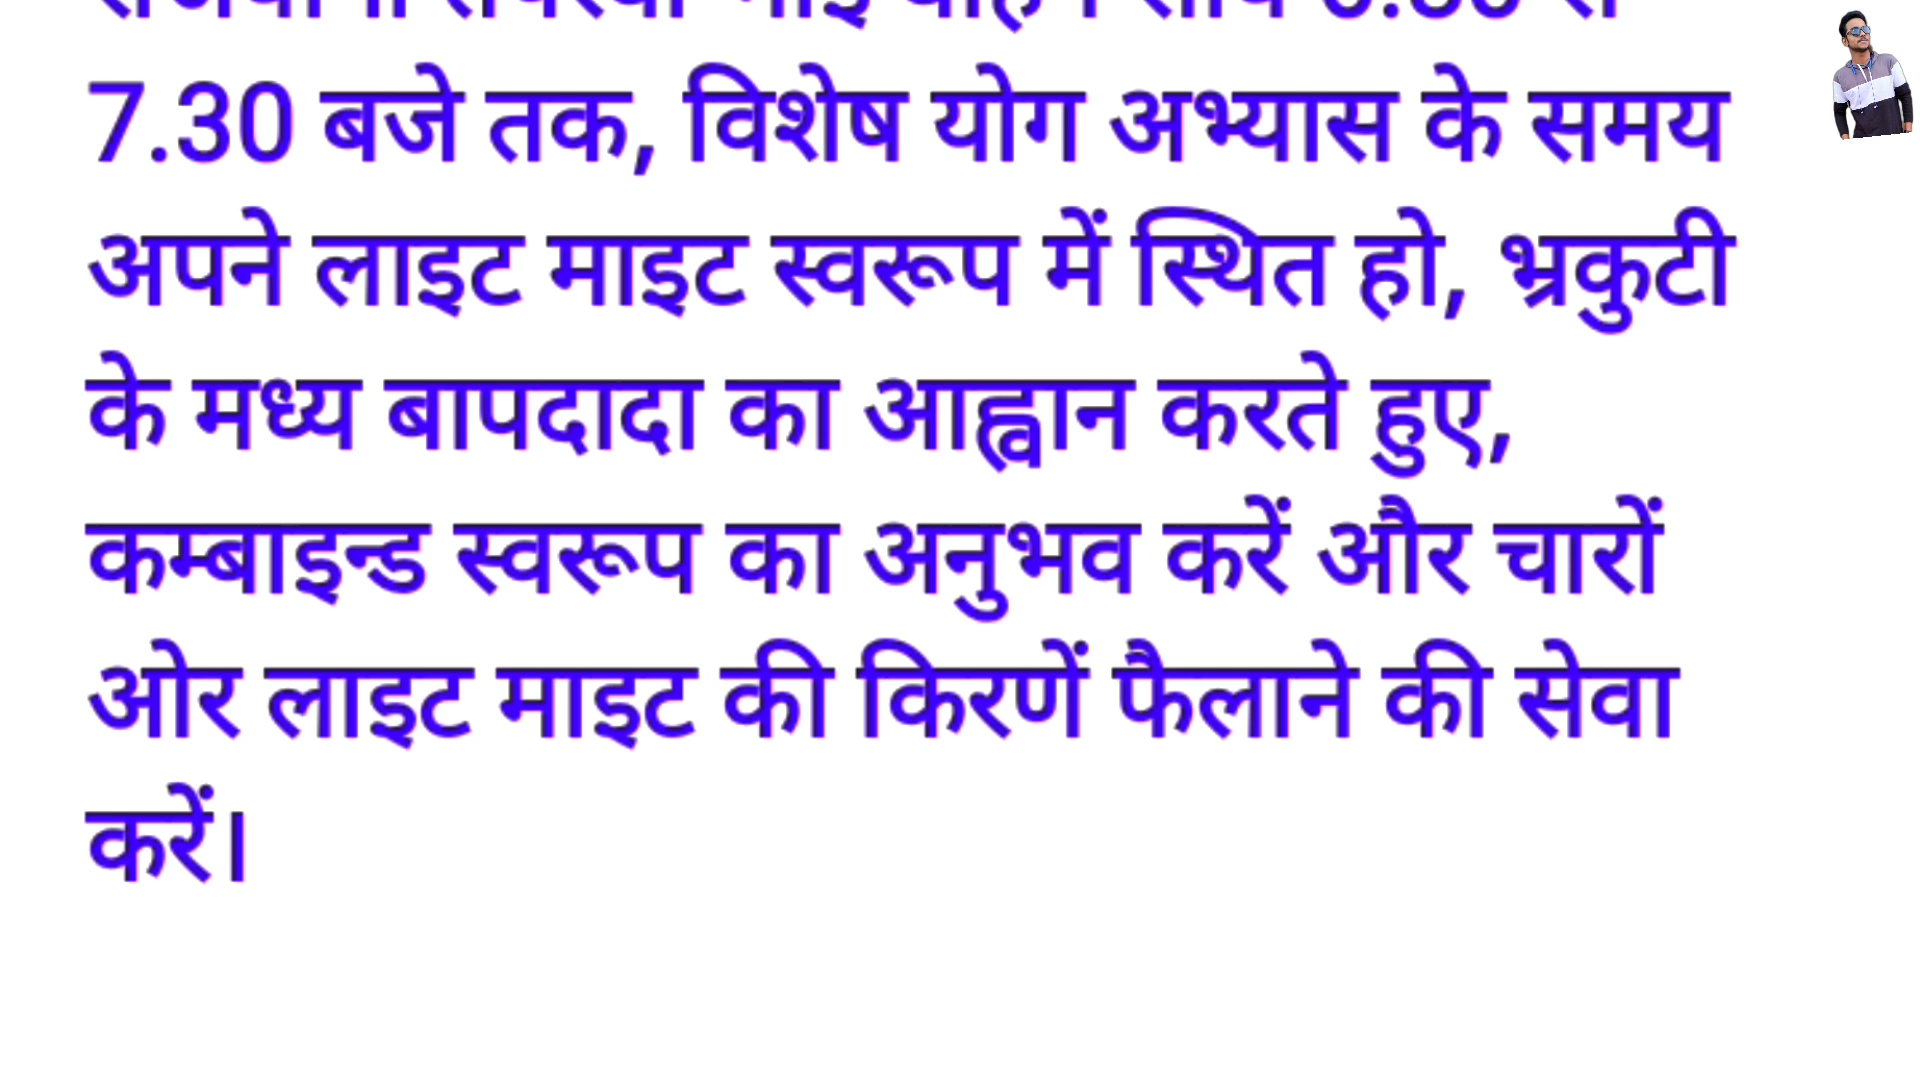 7.30 बजे तक, विशेष योग अभ्यास के समय
अपने लाइट माइट स्वरूप में स्थित हो, भ्रकुटी
के मध्य बापदादा का आह्वान करते हुए,
कम्बाइन्ड स्वरूप का अनुभव करें और चारों
ओर लाइट माइट की किरणें फैलाने की सेवा
करें।